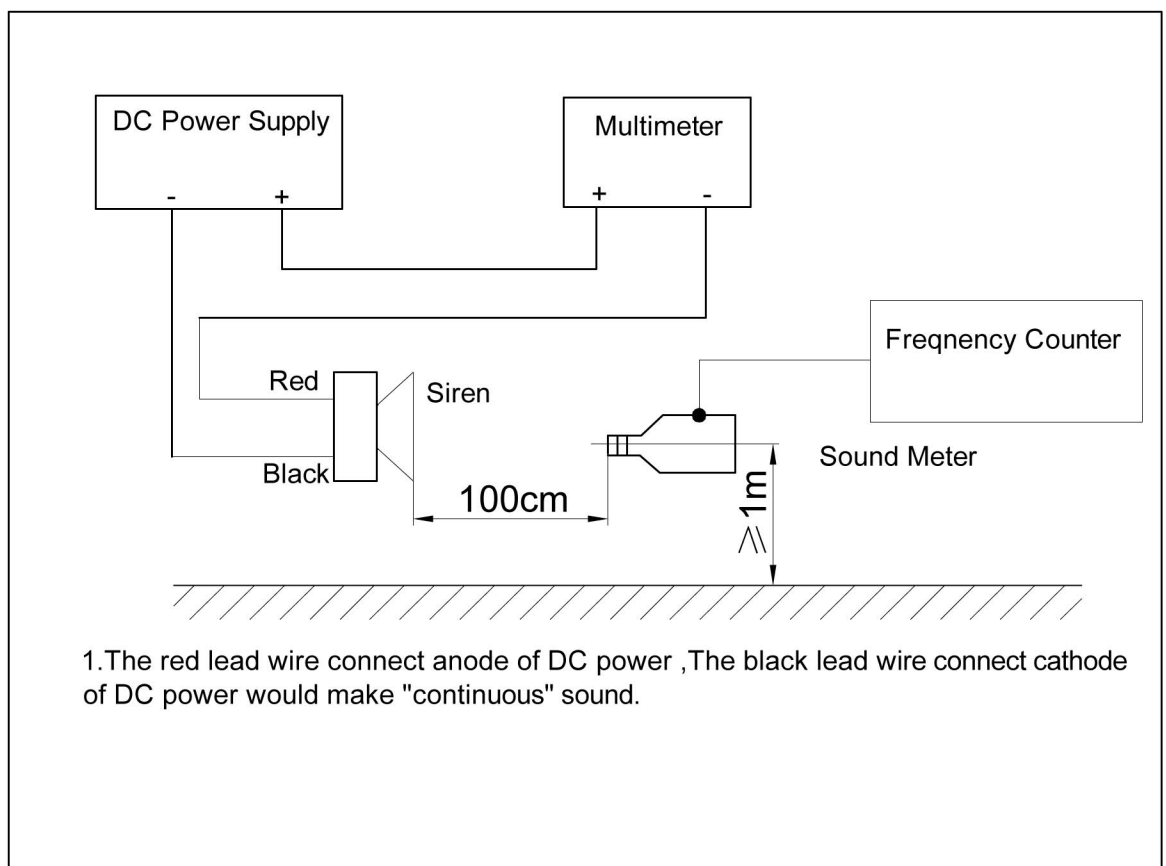 DC Power Supply
- +
Multimeter
+ -
Freqnency Counter
Red
Siren
Black
Sound Meter
100cm
≥1m
1.The red lead wire connect anode of DC power ,The black lead wire connect cathode
of DC power would make "continuous" sound.